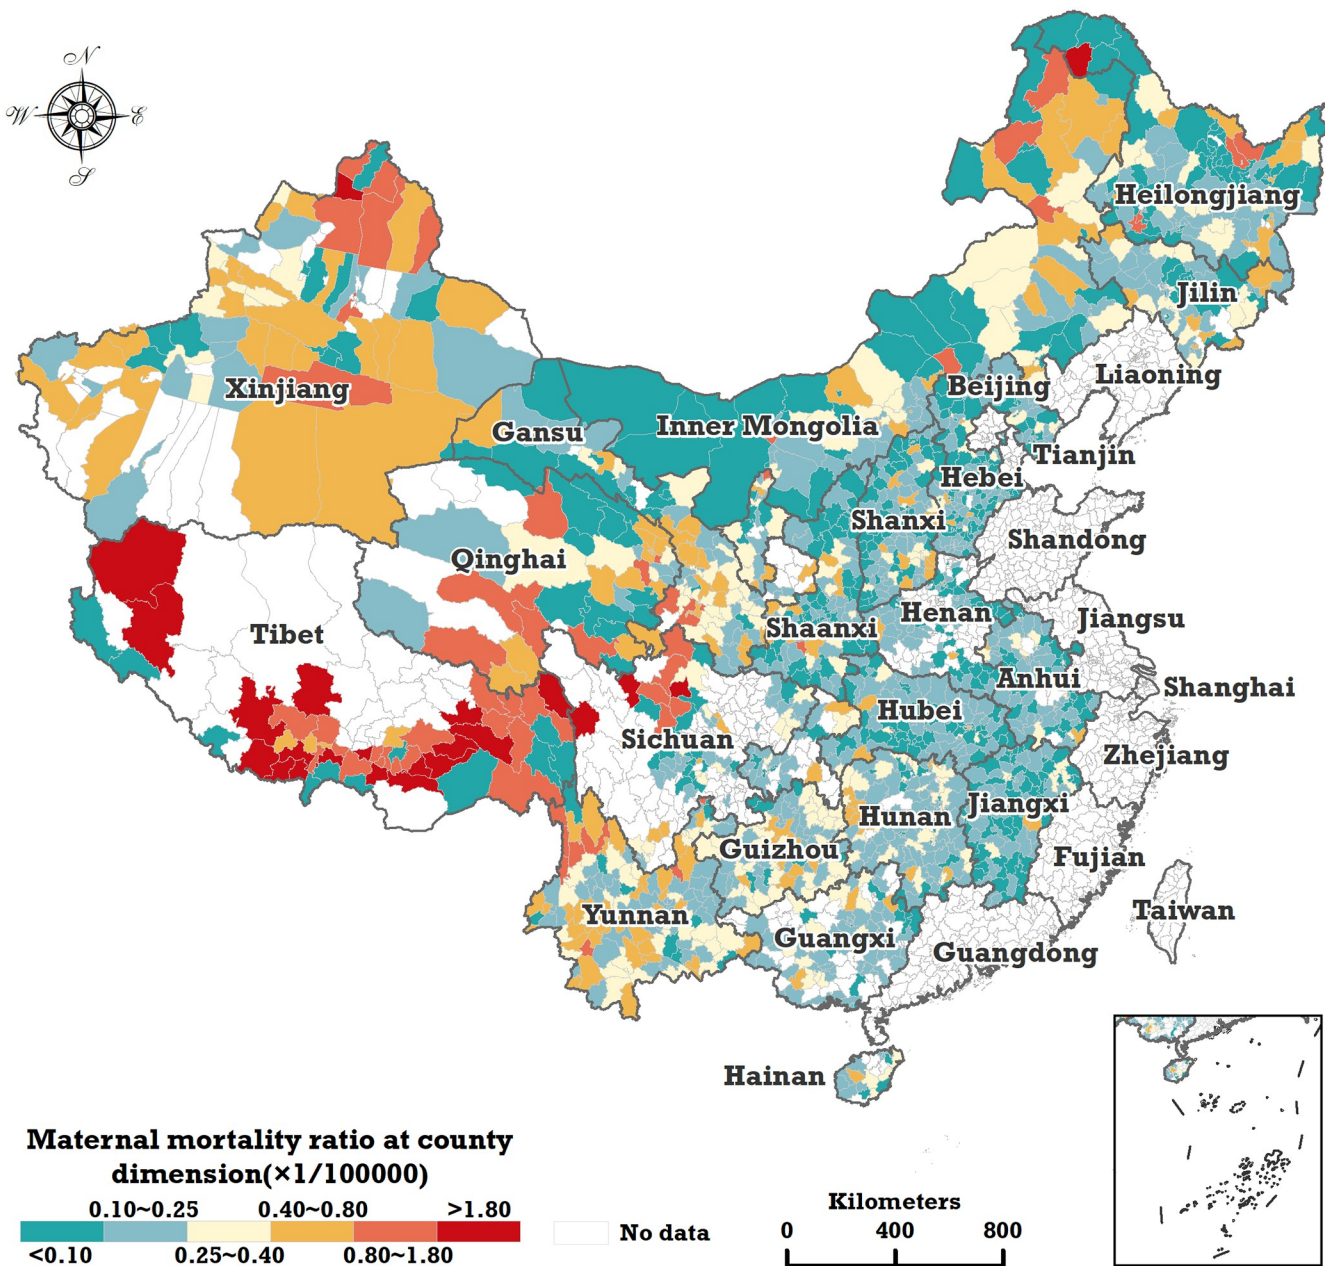 N
W
E
S
Heilongjiang
Jilin
Liaoning
Beijing
Xinjiang
Inner Mongolia
Gansu
Tianjin
Hebei
Shanxi
Shandong
Qinghai
Henan
Jiangsu
Shaanxi
Tibet
Anhui
Shanghai
Hubei
Sichuan
Zhejiang
Jiangxi
Hunan
Guizhou
Fujian
Yunnan
Taiwan
Guangxi
Guangdong
Hainan
Maternal mortality ratio at county
dimension(×1/100000)
0.10~0.25 0.40~0.80 >1.80
<0.10 0.25~0.40 0.80~1.80
No data
Kilometers
0 400 800